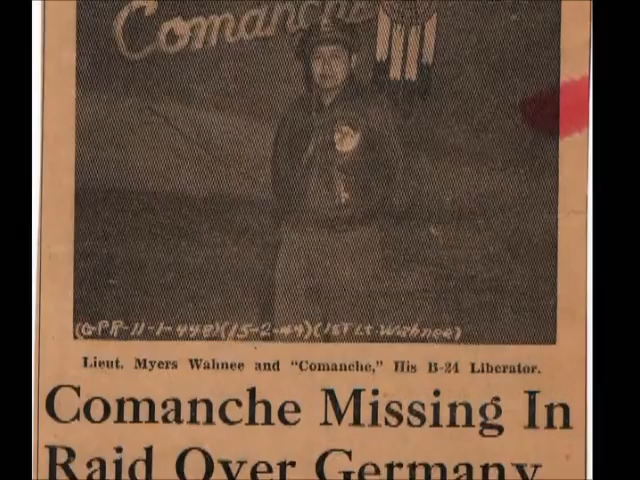 Comanche
(GPR-11-1-44B)(15-2-44)(1ST Lt. Wahnee)
Lieut. Myers Wahnee and "Comanche," His B-24 Liberator.
Comanche Missing In
Raid Over Germany